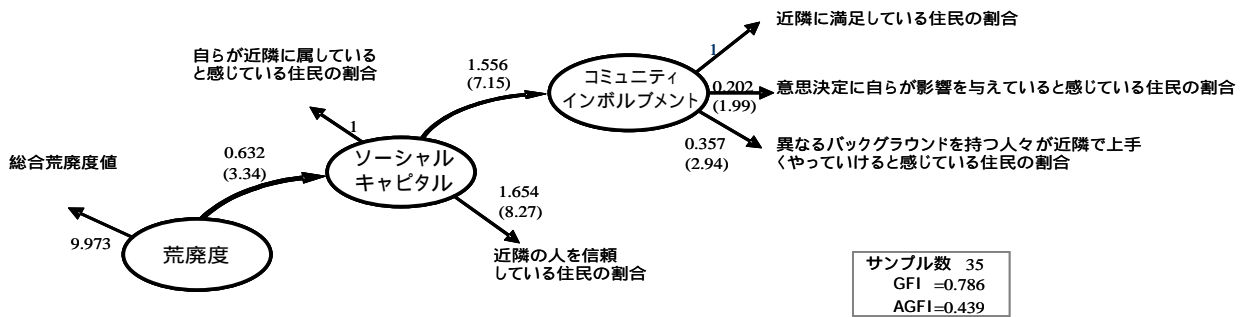 近隣に満足している住民の割合
自らが近隣に属している
と感じている住民の割合
1
1.556
(7.15)
コミュニティ
インボルブメント
0.202
(1.99)
意思決定に自らが影響を与えていると感じている住民の割合
0.357
(2.94)
異なるバックグラウンドを持つ人々が近隣で上手
くやっていけると感じている住民の割合
総合荒廃度値
0.632
(3.34)
1
ソーシャル
キャピタル
1.654
(8.27)
9.973
荒廃度
近隣の人を信頼
している住民の割合
サンプル数 35
GFI =0.786
AGFI=0.439